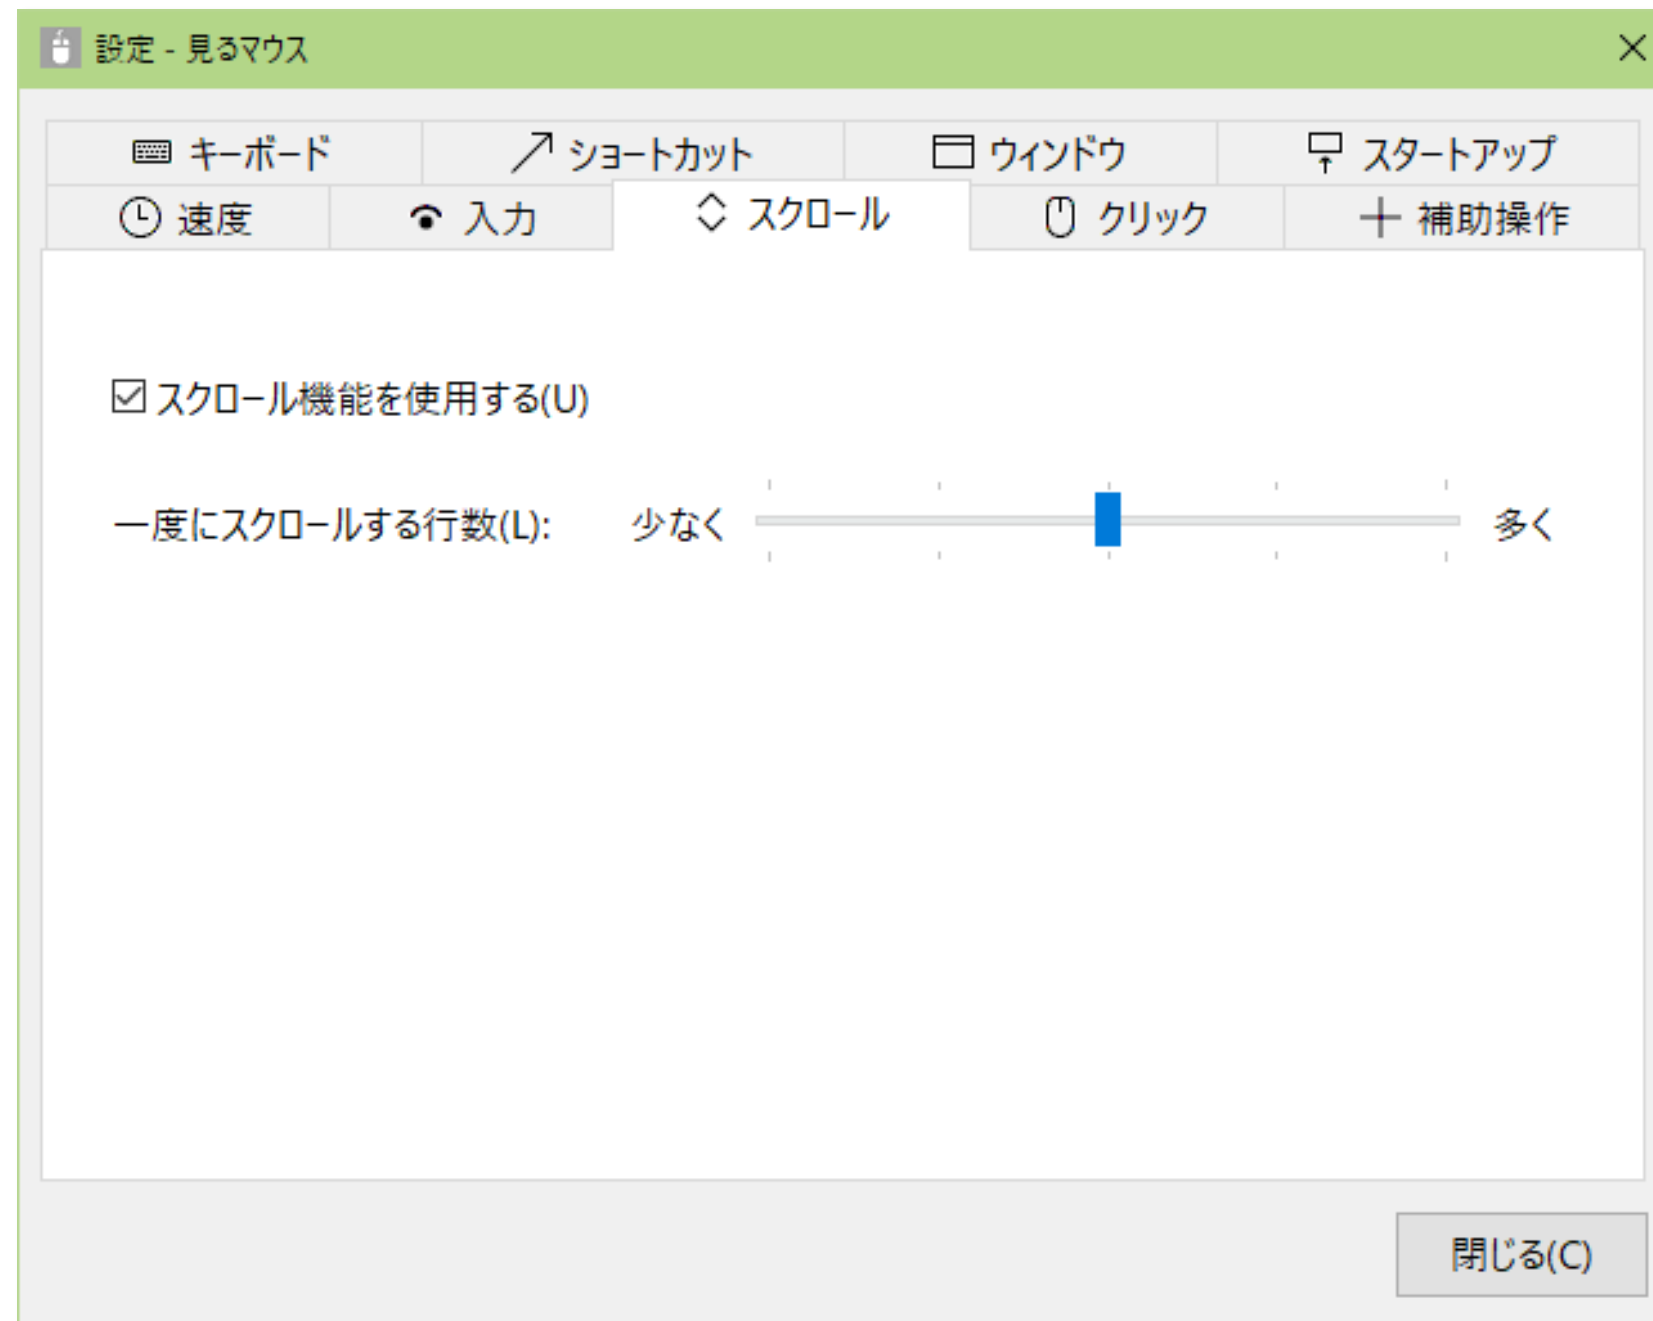 設定 - 見るマウス
キーボード ショートカット ウィンドウ スタートアップ
速度 入力 スクロール クリック 補助操作
スクロール機能を使用する(U)
一度にスクロールする行数(L): 少なく 多く
閉じる(C)